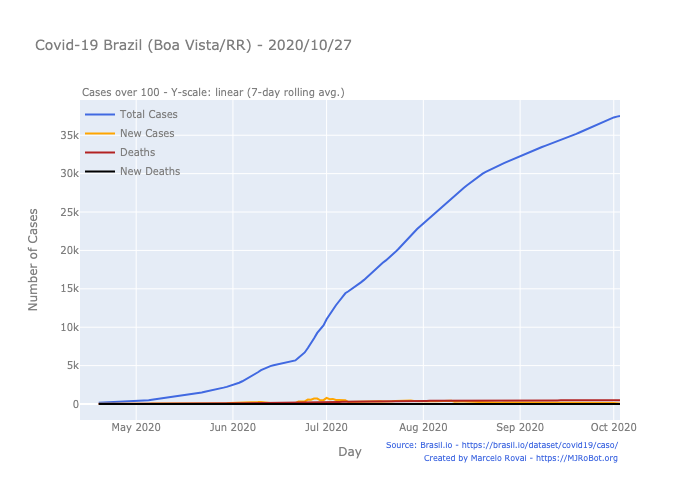 Covid-19 Brazil (Boa Vista/RR) - 2020/10/27
Cases over 100 - Y-scale: linear (7-day rolling avg.)
Total Cases
New Cases
Deaths
New Deaths
35k
30k
25k
20k
15k
10k
5k
0
Number of Cases
May 2020
Jun 2020
Jul 2020
Aug 2020
Sep 2020
Oct 2020
Day
Source: Brasil.io - https://brasil.io/dataset/covid19/caso/
Created by Marcelo Rovai - https://MJRoBot.org